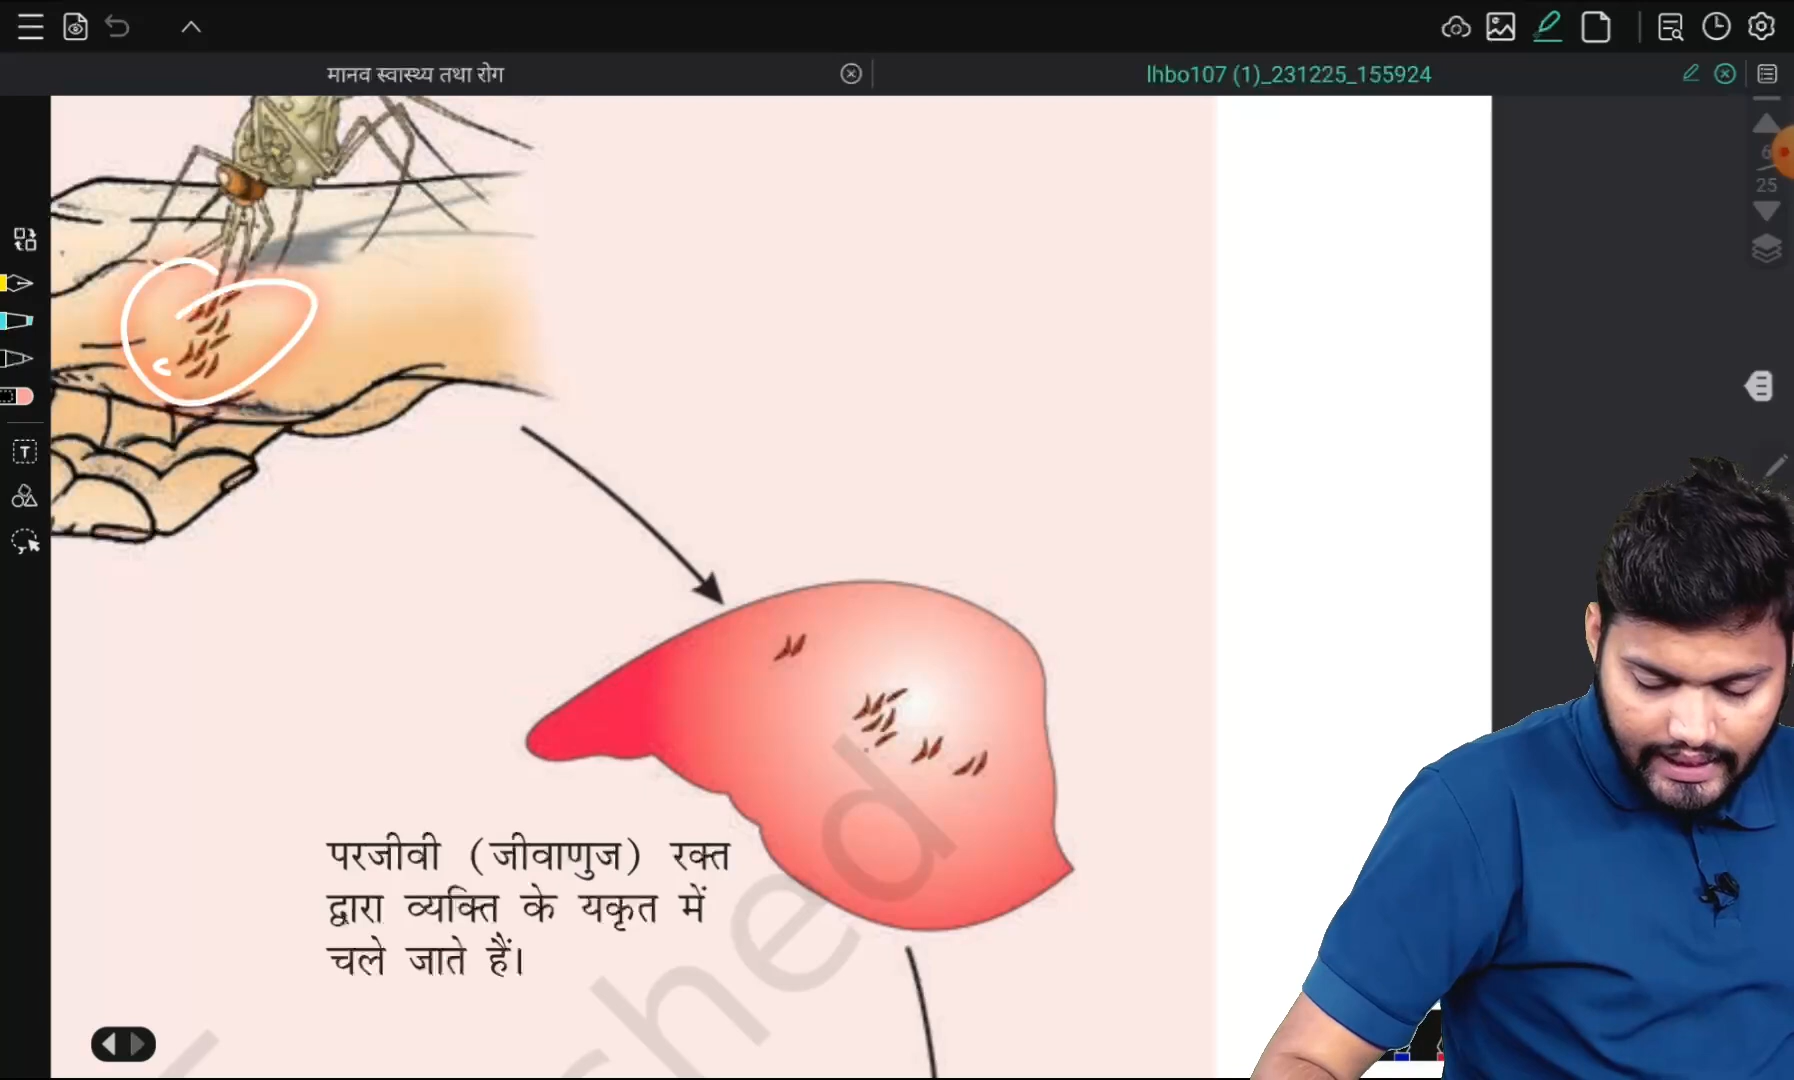 मानव स्वास्थ्य तथा रोग
lhbo107 (1)_231225_155924
6
25
T
परजीवी (जीवाणुज) रक्त
द्वारा व्यक्ति के यकृत में
चले जाते हैं।